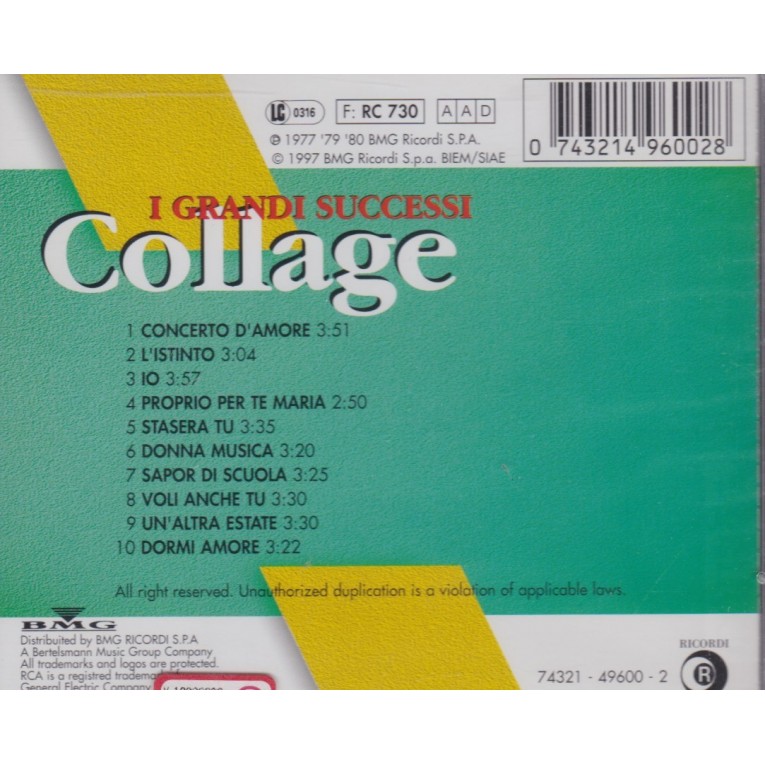 LC 0316 F: RC 730 A A D
℗ 1977 '79 '80 BMG Ricordi S.P.A.
© 1997 BMG Ricordi S.p.a. BIEM/SIAE
0 743214 960028
I GRANDI SUCCESSI
Collage
1 CONCERTO D'AMORE 3:51
2 L'ISTINTO 3:04
3 IO 3:57
4 PROPRIO PER TE MARIA 2:50
5 STASERA TU 3:35
6 DONNA MUSICA 3:20
7 SAPOR DI SCUOLA 3:25
8 VOLI ANCHE TU 3:30
9 UN'ALTRA ESTATE 3:30
10 DORMI AMORE 3:22
All right reserved. Unauthorized duplication is a violation of applicable laws.
BMG
Distribuited by BMG RICORDI S.P.A
A Bertelsmann Music Group Company
All trademarks and logos are protected.
RCA is a registred trademar
General Electric Company
RICORDI
R
74321 - 49600 - 2